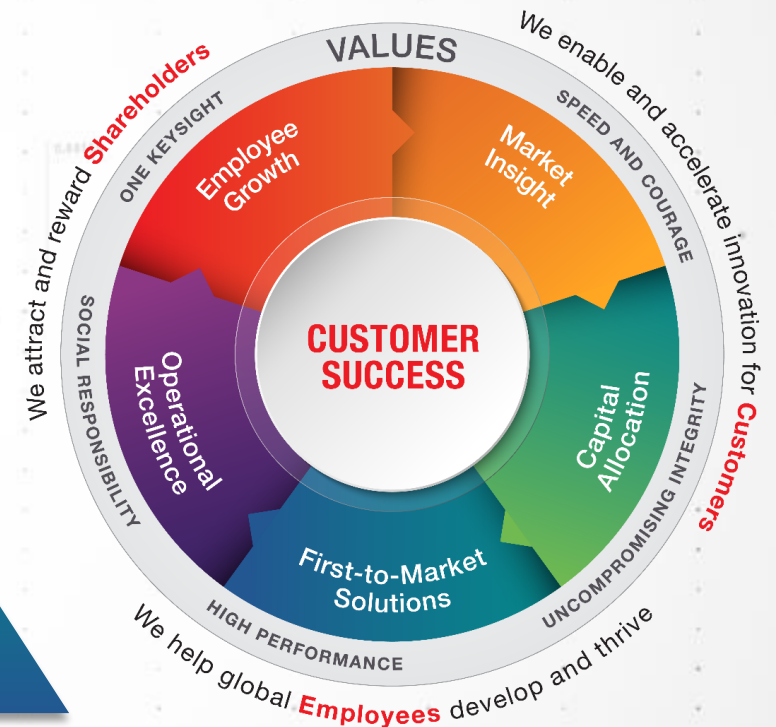 VALUES
ONE KEYSIGHT
SPEED AND COURAGE
UNCOMPROMISING INTEGRITY
HIGH PERFORMANCE
SOCIAL RESPONSIBILITY
Employee
Growth
Market
Insight
Capital
Allocation
First-to-Market
Solutions
Operational
Excellence
CUSTOMER
SUCCESS
We attract and reward Shareholders
We enable and accelerate innovation for Customers
We help global Employees develop and thrive